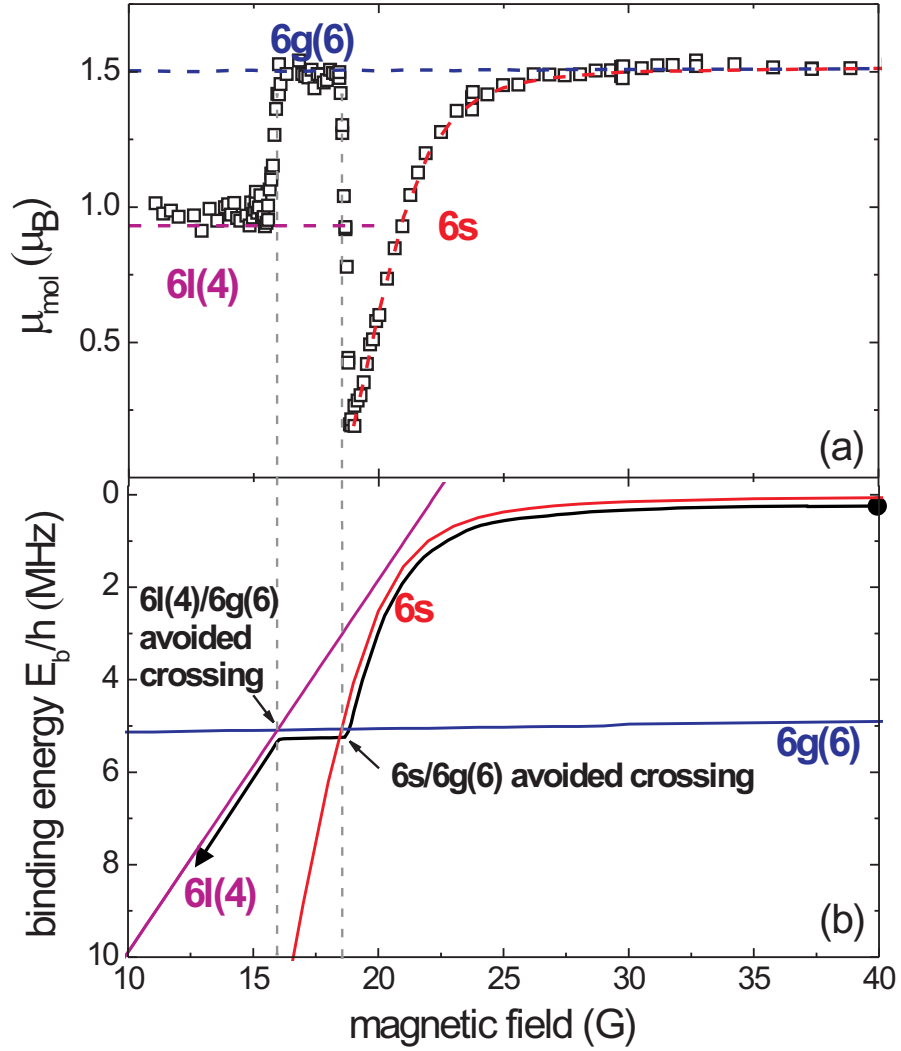 6g(6)
1.5
1.0
0.5
μmol (μB)
6l(4)
6s
(a)
0
2
4
6
8
10
binding energy Eb/h (MHz)
6l(4)/6g(6)
avoided
crossing
6s
6g(6)
6s/6g(6) avoided crossing
6l(4)
(b)
10 15 20 25 30 35 40
magnetic field (G)